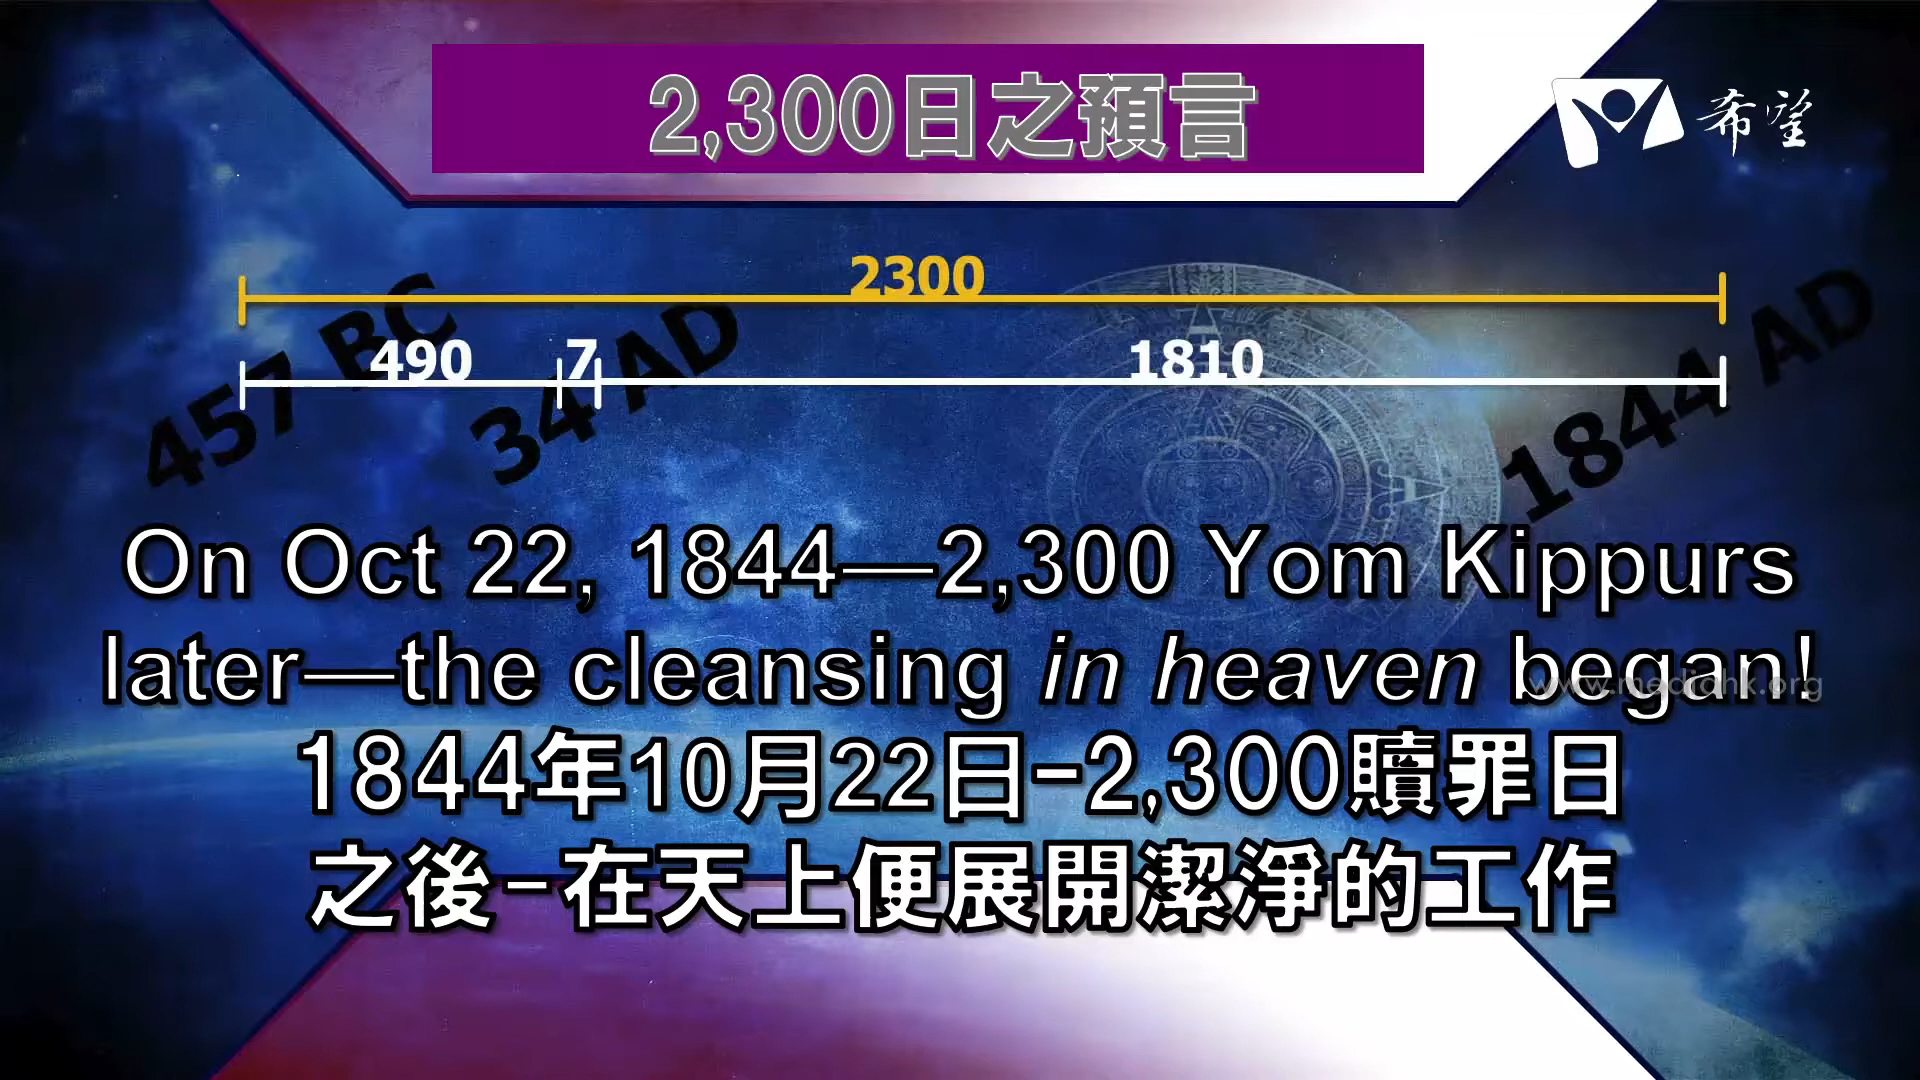 2,300日之預言
希望
2300
457 BC
34 AD
1844 AD
490
7
1810
On Oct 22, 1844—2,300 Yom Kippurs
later—the cleansing in heaven began!
www.mediahk.org
1844年10月22日-2,300贖罪日
之後-在天上便展開潔淨的工作